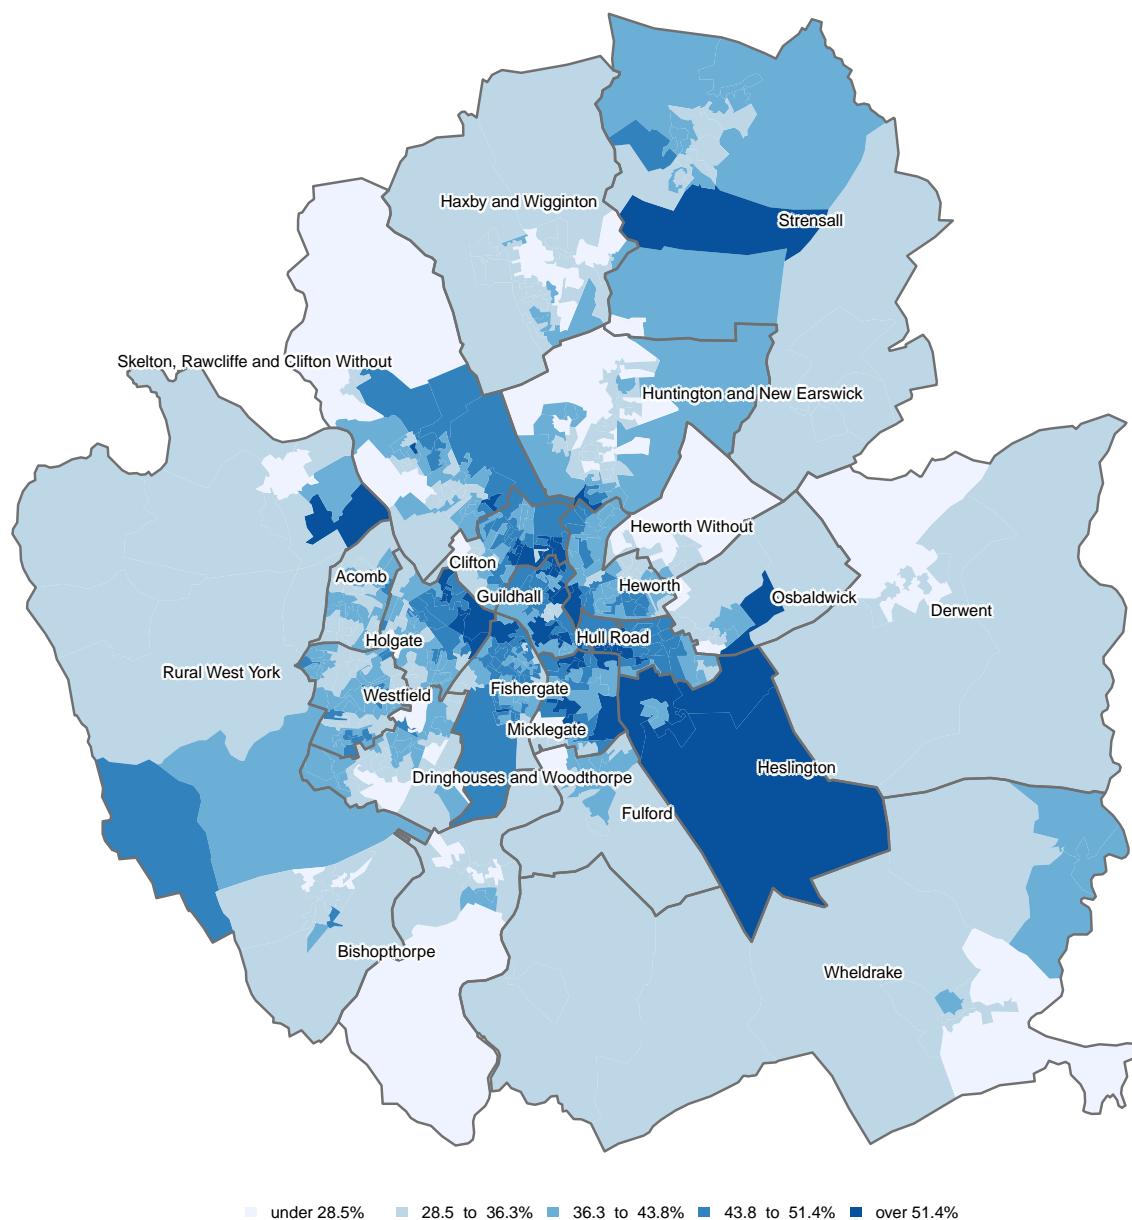 Haxby and Wigginton
Strensall
Skelton, Rawcliffe and Clifton Without
Huntington and New Earswick
Heworth Without
Clifton
Acomb
Heworth
Guildhall
Osbaldwick
Derwent
Holgate
Hull Road
Rural West York
Westfield
Fishergate
Micklegate
Heslington
Dringhouses and Woodthorpe
Fulford
Bishopthorpe
Wheldrake
under 28.5% 28.5 to 36.3% 36.3 to 43.8% 43.8 to 51.4% over 51.4%